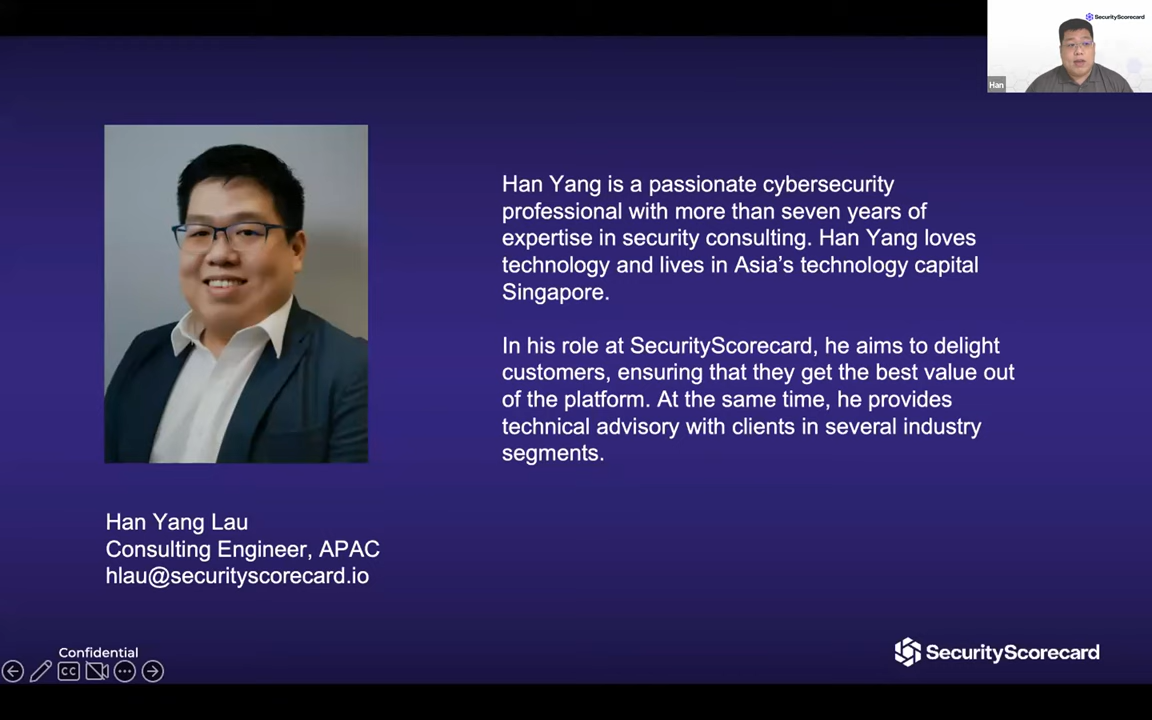 SecurityScorecard
Han
Han Yang is a passionate cybersecurity
professional with more than seven years of
expertise in security consulting. Han Yang loves
technology and lives in Asia’s technology capital
Singapore.
In his role at SecurityScorecard, he aims to delight
customers, ensuring that they get the best value out
of the platform. At the same time, he provides
technical advisory with clients in several industry
segments.
Han Yang Lau
Consulting Engineer, APAC
hlau@securityscorecard.io
Confidential
CC
SecurityScorecard